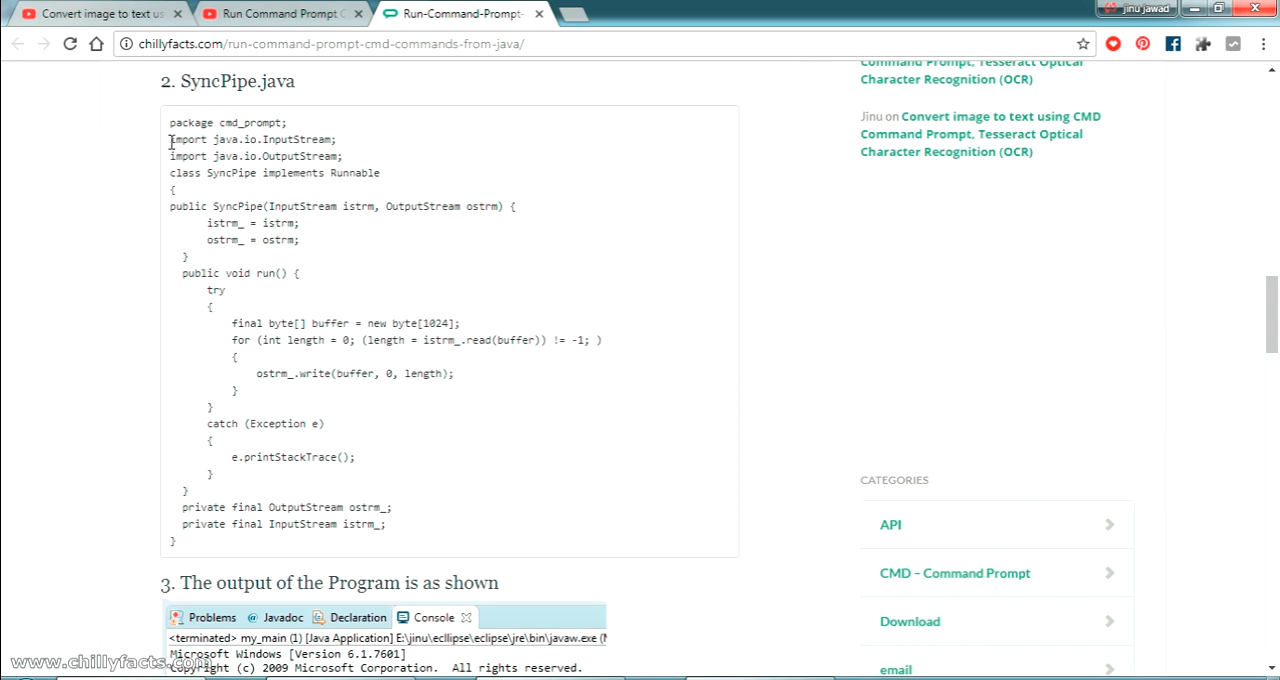 Convert image to text us
Run Command Prompt C
Run-Command-Prompt-
jinu jawad
chillyfacts.com/run-command-prompt-cmd-commands-from-java/
2. SyncPipe.java
package cmd_prompt;
import java.io.InputStream;
import java.io.OutputStream;
class SyncPipe implements Runnable
{
public SyncPipe(InputStream istrm, OutputStream ostrm) {
istrm_ = istrm;
ostrm_ = ostrm;
}
public void run() {
try
{
final byte[] buffer = new byte[1024];
for (int length = 0; (length = istrm_.read(buffer)) != -1; )
{
ostrm_.write(buffer, 0, length);
}
}
catch (Exception e)
{
e.printStackTrace();
}
}
private final OutputStream ostrm_;
private final InputStream istrm_;
}
3. The output of the Program is as shown
Problems @ Javadoc Declaration Console
<terminated> my_main (1) [Java Application] E:\jinu\ecllipse\eclipse\jre\bin\javaw.exe (
Microsoft Windows [Version 6.1.7601]
Copyright (c) 2009 Microsoft Corporation. All rights reserved.
www.chillyfacts.com
Command Prompt, Tesseract Optical
Character Recognition (OCR)
Jinu on Convert image to text using CMD
Command Prompt, Tesseract Optical
Character Recognition (OCR)
CATEGORIES
API
CMD – Command Prompt
Download
email